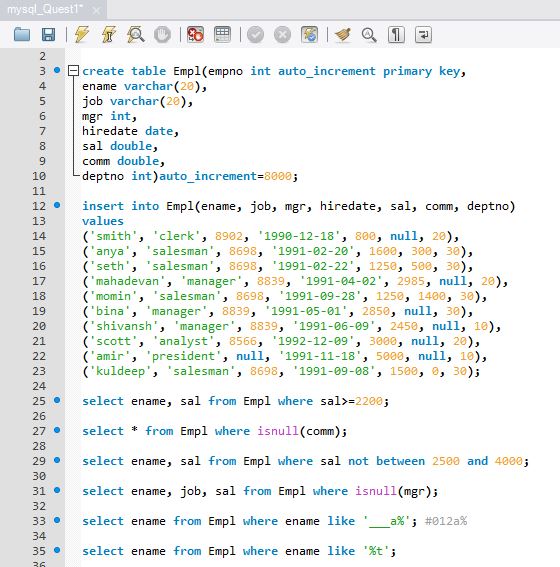 mysql_Quest1*
2
3 create table Empl(empno int auto_increment primary key,
4 ename varchar(20),
5 job varchar(20),
6 mgr int,
7 hiredate date,
8 sal double,
9 comm double,
10 deptno int)auto_increment=8000;
11
12 insert into Empl(ename, job, mgr, hiredate, sal, comm, deptno)
13 values
14 ('smith', 'clerk', 8902, '1990-12-18', 800, null, 20),
15 ('anya', 'salesman', 8698, '1991-02-20', 1600, 300, 30),
16 ('seth', 'salesman', 8698, '1991-02-22', 1250, 500, 30),
17 ('mahadevan', 'manager', 8839, '1991-04-02', 2985, null, 20),
18 ('momin', 'salesman', 8698, '1991-09-28', 1250, 1400, 30),
19 ('bina', 'manager', 8839, '1991-05-01', 2850, null, 30),
20 ('shivansh', 'manager', 8839, '1991-06-09', 2450, null, 10),
21 ('scott', 'analyst', 8566, '1992-12-09', 3000, null, 20),
22 ('amir', 'president', null, '1991-11-18', 5000, null, 10),
23 ('kuldeep', 'salesman', 8698, '1991-09-08', 1500, 0, 30);
24
25 select ename, sal from Empl where sal>=2200;
26
27 select * from Empl where isnull(comm);
28
29 select ename, sal from Empl where sal not between 2500 and 4000;
30
31 select ename, job, sal from Empl where isnull(mgr);
32
33 select ename from Empl where ename like '___a%'; #012a%
34
35 select ename from Empl where ename like '%t';
36